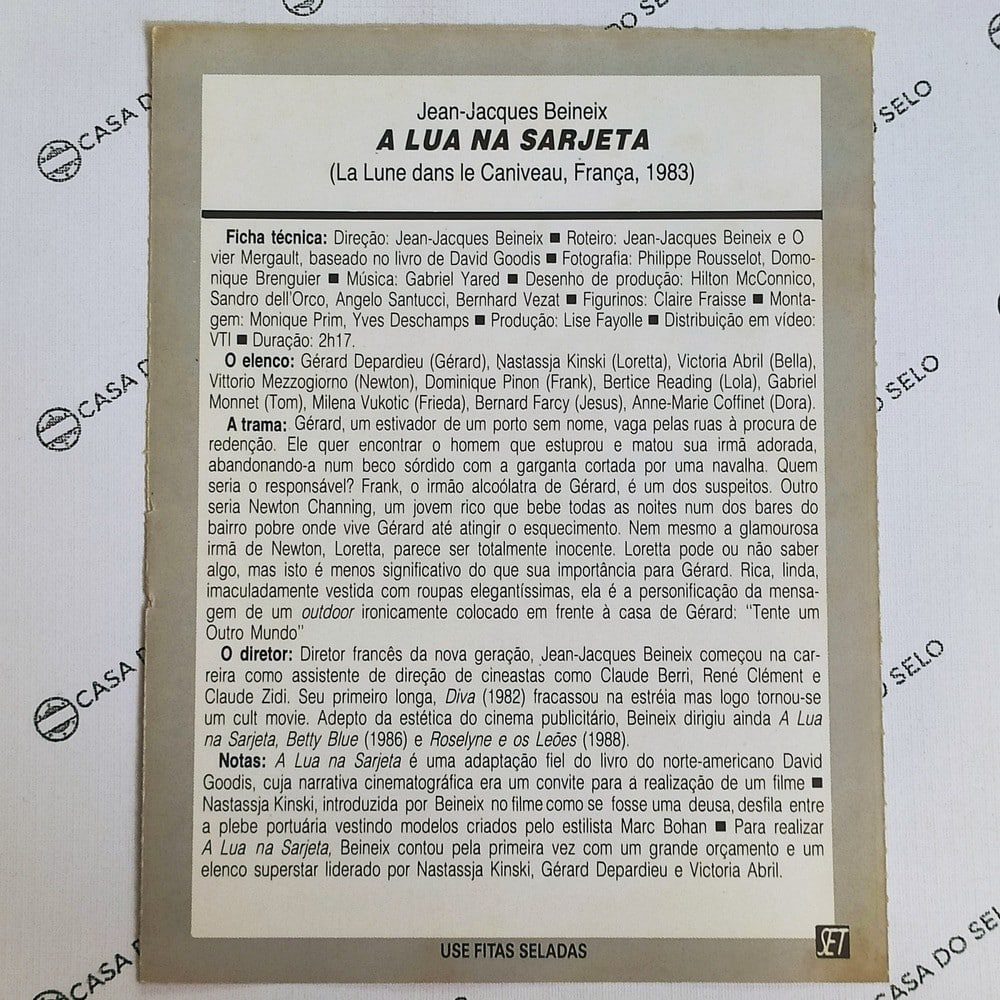 Jean-Jacques Beineix
A LUA NA SARJETA
(La Lune dans le Caniveau, França, 1983)
Ficha técnica: Direção: Jean-Jacques Beineix ■ Roteiro: Jean-Jacques Beineix e O
vier Mergault, baseado no livro de David Goodis ■ Fotografia: Philippe Rousselot, Domo-
nique Brenguier ■ Música: Gabriel Yared ■ Desenho de produção: Hilton McConnico,
Sandro dell'Orco, Angelo Santucci, Bernhard Vezat ■ Figurinos: Claire Fraisse ■ Monta-
gem: Monique Prim, Yves Deschamps ■ Produção: Lise Fayolle ■ Distribuição em vídeo:
VTI ■ Duração: 2h17.
O elenco: Gérard Depardieu (Gérard), Nastassja Kinski (Loretta), Victoria Abril (Bella),
Vittorio Mezzogiorno (Newton), Dominique Pinon (Frank), Bertice Reading (Lola), Gabriel
Monnet (Tom), Milena Vukotic (Frieda), Bernard Farcy (Jesus), Anne-Marie Coffinet (Dora).
A trama: Gérard, um estivador de um porto sem nome, vaga pelas ruas à procura de
redenção. Ele quer encontrar o homem que estuprou e matou sua irmã adorada,
abandonando-a num beco sórdido com a garganta cortada por uma navalha. Quem
seria o responsável? Frank, o irmão alcoólatra de Gérard, é um dos suspeitos. Outro
seria Newton Channing, um jovem rico que bebe todas as noites num dos bares do
bairro pobre onde vive Gérard até atingir o esquecimento. Nem mesmo a glamourosa
irmã de Newton, Loretta, parece ser totalmente inocente. Loretta pode ou não saber
algo, mas isto é menos significativo do que sua importância para Gérard. Rica, linda,
imaculadamente vestida com roupas elegantíssimas, ela é a personificação da mensa-
gem de um outdoor ironicamente colocado em frente à casa de Gérard: "Tente um
Outro Mundo"
O diretor: Diretor francês da nova geração, Jean-Jacques Beineix começou na car-
reira como assistente de direção de cineastas como Claude Berri, René Clément e
Claude Zidi. Seu primeiro longa, Diva (1982) fracassou na estréia mas logo tornou-se
um cult movie. Adepto da estética do cinema publicitário, Beineix dirigiu ainda A Lua
na Sarjeta, Betty Blue (1986) e Roselyne e os Leões (1988).
Notas: A Lua na Sarjeta é uma adaptação fiel do livro do norte-americano David
Goodis, cuja narrativa cinematográfica era um convite para a realização de um filme ■
Nastassja Kinski, introduzida por Beineix no filme como se fosse uma deusa, desfila entre
a plebe portuária vestindo modelos criados pelo estilista Marc Bohan ■ Para realizar
A Lua na Sarjeta, Beineix contou pela primeira vez com um grande orçamento e um
elenco superstar liderado por Nastassja Kinski, Gérard Depardieu e Victoria Abril.
USE FITAS SELADAS
SET
CASA DO SE
CASA D
SELO
CASA D
SELO
CASA D
SELO
CASA
CASA DO SELO